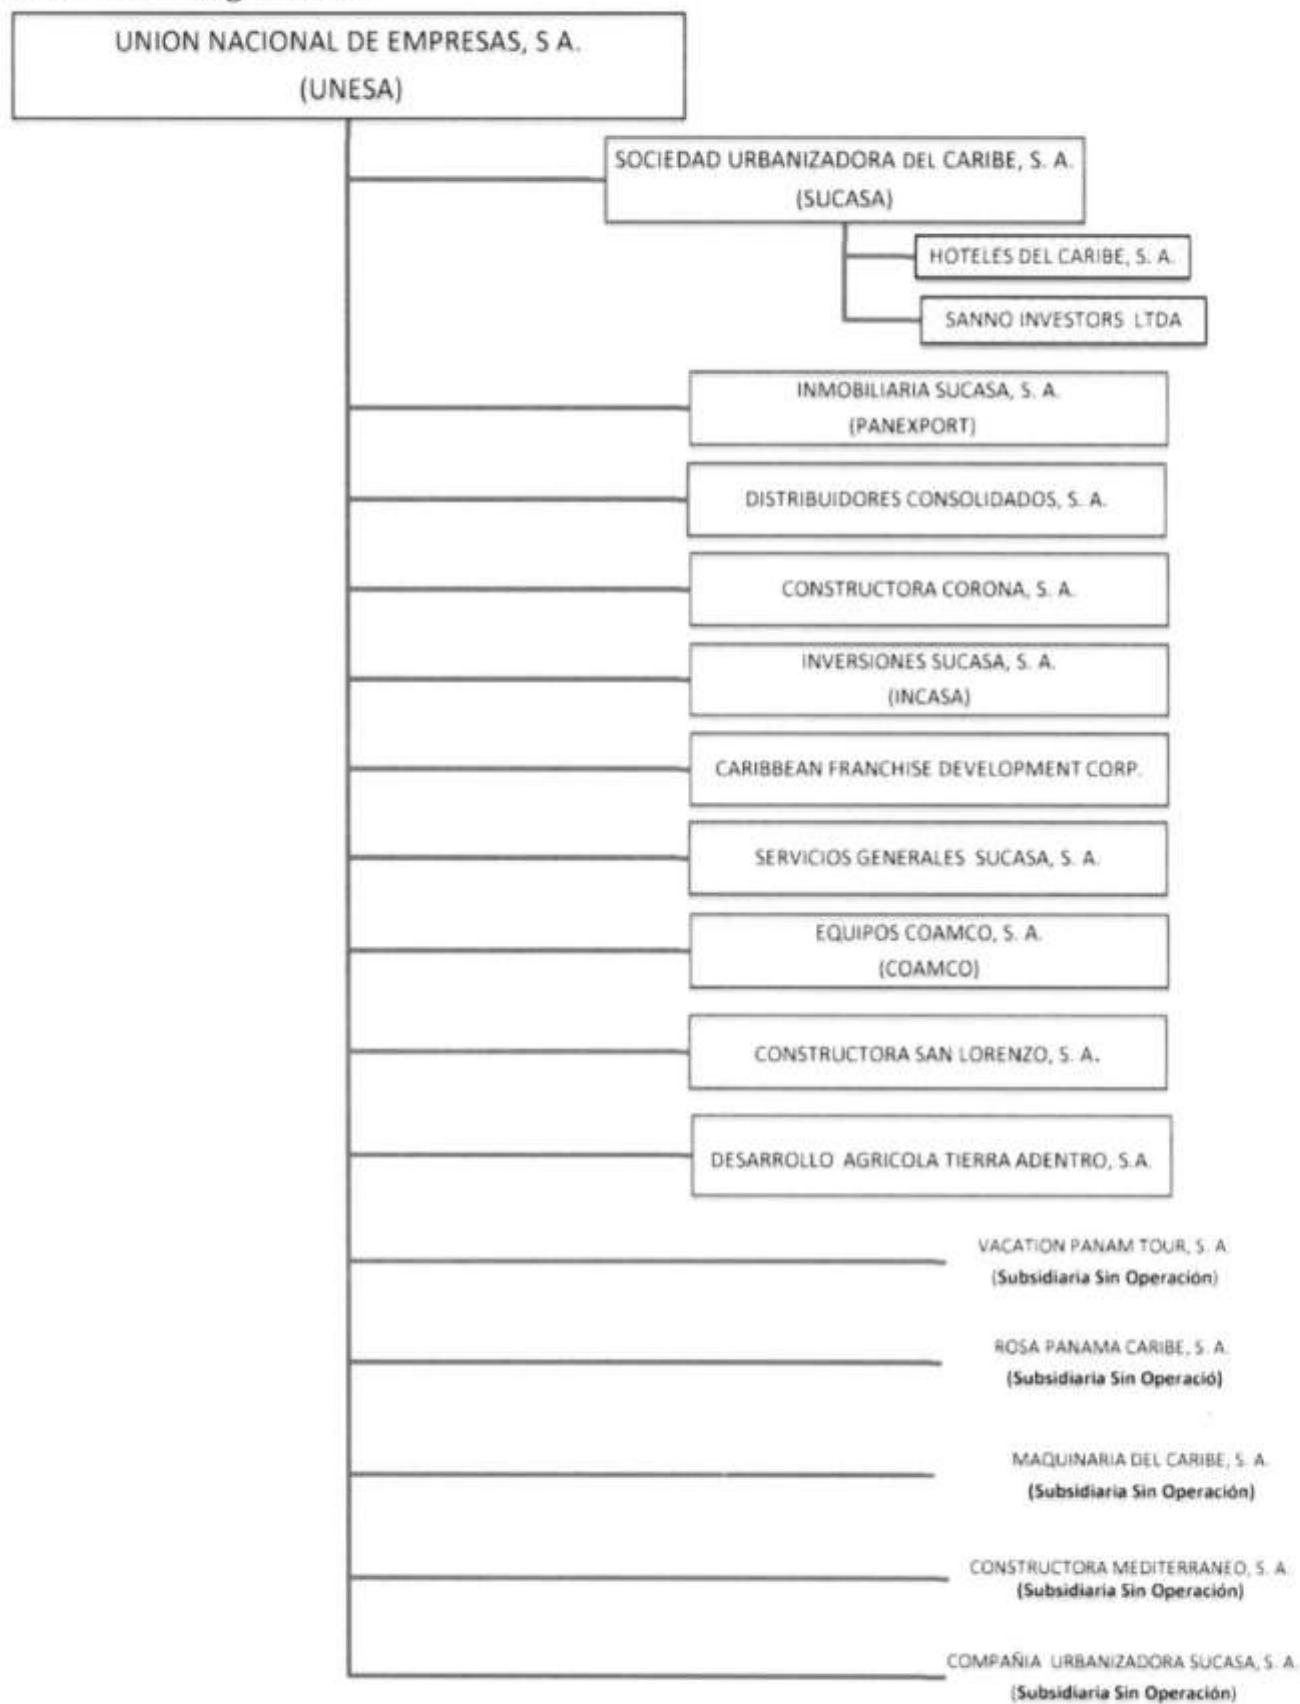 UNION NACIONAL DE EMPRESAS, S A.
(UNESA)
SOCIEDAD URBANIZADORA DEL CARIBE, S. A.
(SUCASA)
HOTELES DEL CARIBE, S. A.
SANNO INVESTORS LTDA
INMOBILIARIA SUCASA, S. A.
(PANEXPORT)
DISTRIBUIDORES CONSOLIDADOS, S. A.
CONSTRUCTORA CORONA, S. A.
INVERSIONES SUCASA, S. A.
(INCASA)
CARIBBEAN FRANCHISE DEVELOPMENT CORP.
SERVICIOS GENERALES SUCASA, S. A.
EQUIPOS COAMCO, S. A.
(COAMCO)
CONSTRUCTORA SAN LORENZO, S. A.
DESARROLLO AGRICOLA TIERRA ADENTRO, S.A.
VACATION PANAM TOUR, S. A
(Subsidiaria Sin Operación)
ROSA PANAMA CARIBE, S. A.
(Subsidiaria Sin Operació)
MAQUINARIA DEL CARIBE, S. A.
(Subsidiaria Sin Operación)
CONSTRUCTORA MEDITERRANEO, S. A.
(Subsidiaria Sin Operación)
COMPAÑIA URBANIZADORA SUCASA, S. A.
(Subsidiaria Sin Operación)